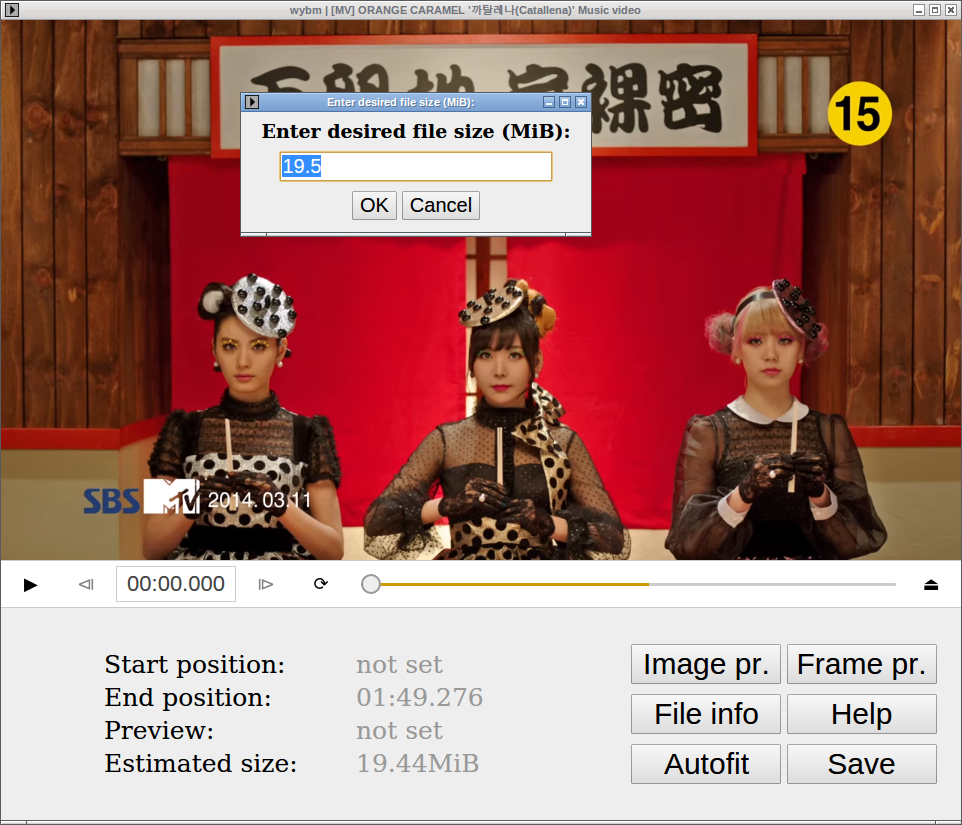 wybm | [MV] ORANGE CARAMEL '까탈레나(Catallena)' Music video
裸密
15
Enter desired file size (MiB):
Enter desired file size (MiB):
19.5
OK Cancel
SBS MTV 2014. 03.11
00:00.000
Start position: not set
End position: 01:49.276
Preview: not set
Estimated size: 19.44MiB
Image pr. Frame pr.
File info Help
Autofit Save